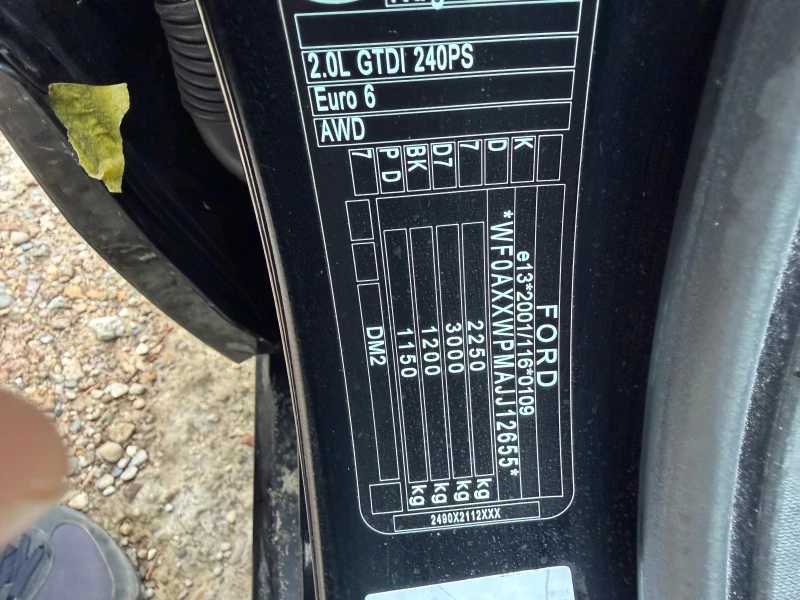 2.0L GTDI 240PS
Euro 6
AWD
K
D
7
D7
BK
P D
7
FORD
e13*2001/116*0109
*WF0AXXWPMAJJ12655*
2250 kg
3000 kg
1200 kg
1150 kg
DM2
2490X2112XXX